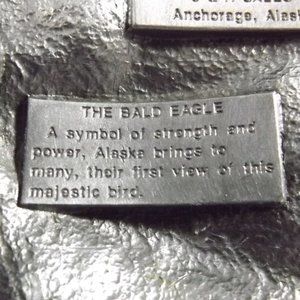 Anchorage, Alas
THE BALD EAGLE
A symbol of strength and
power, Alaska brings to
many, their first view of this
majestic bird.